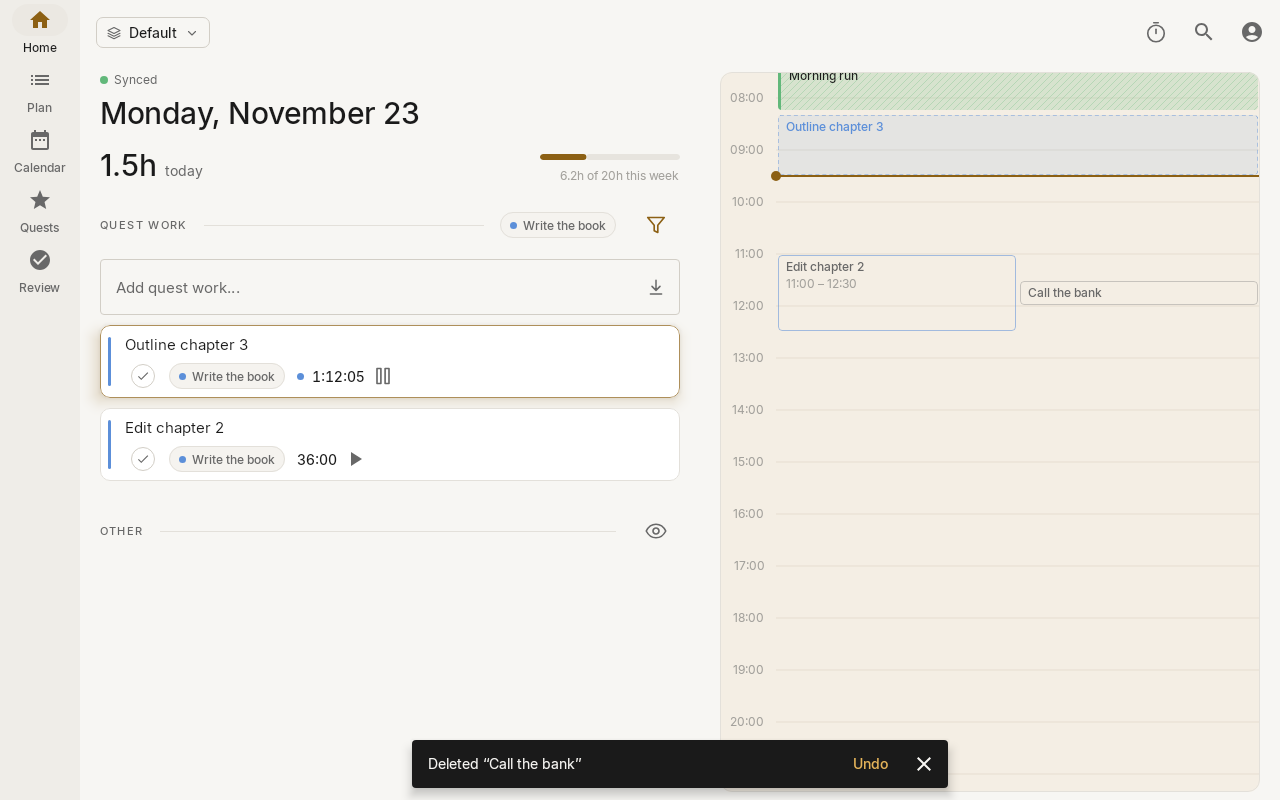 Home
Plan
Calendar
Quests
Review
Default
Synced
Monday, November 23
1.5h today
6.2h of 20h this week
QUEST WORK
Write the book
Add quest work...
Outline chapter 3
Write the book
1:12:05
Edit chapter 2
Write the book
36:00
OTHER
Morning run
08:00
Outline chapter 3
09:00
10:00
11:00
Edit chapter 2
11:00 – 12:30
Call the bank
12:00
13:00
14:00
15:00
16:00
17:00
18:00
19:00
20:00
Deleted “Call the bank”
Undo